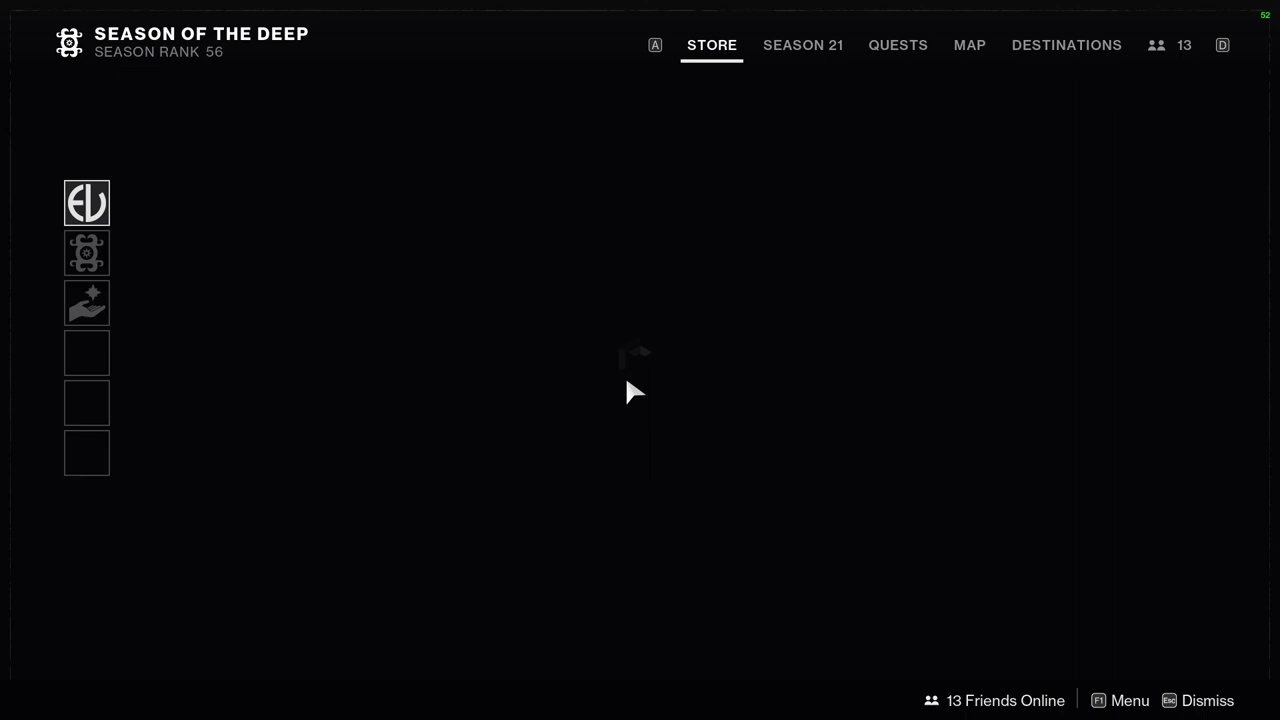 52
SEASON OF THE DEEP
SEASON RANK 56
A STORE SEASON 21 QUESTS MAP DESTINATIONS 13 D
13 Friends Online F1 Menu Esc Dismiss